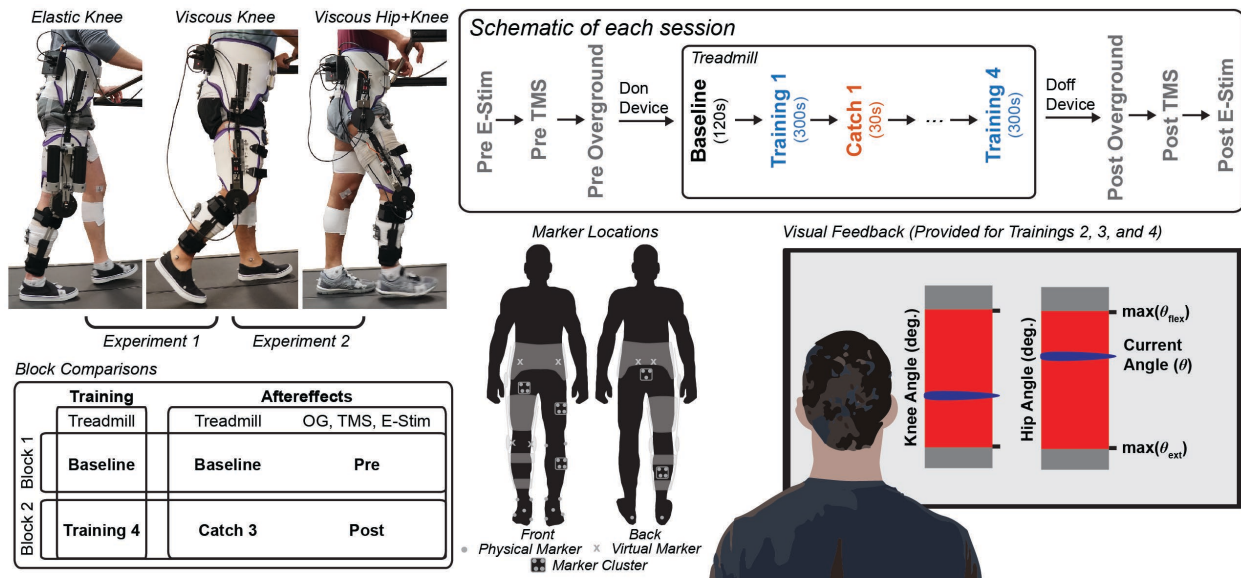 Elastic Knee
Viscous Knee
Viscous Hip+Knee
Experiment 1
Experiment 2
Schematic of each session
Pre E-Stim
Pre TMS
Pre Overground
Don
Device
Treadmill
Baseline
(120s)
Training 1
(300s)
Catch 1
(30s)
...
Training 4
(300s)
Doff
Device
Post Overground
Post TMS
Post E-Stim
Block Comparisons
Training
Aftereffects
Treadmill
Treadmill
OG, TMS, E-Stim
Block 1
Baseline
Baseline
Pre
Block 2
Training 4
Catch 3
Post
Marker Locations
Front
Back
Physical Marker
x Virtual Marker
Marker Cluster
Visual Feedback (Provided for Trainings 2, 3, and 4)
Knee Angle (deg.)
Hip Angle (deg.)
max(θflex)
Current
Angle (θ)
max(θext)